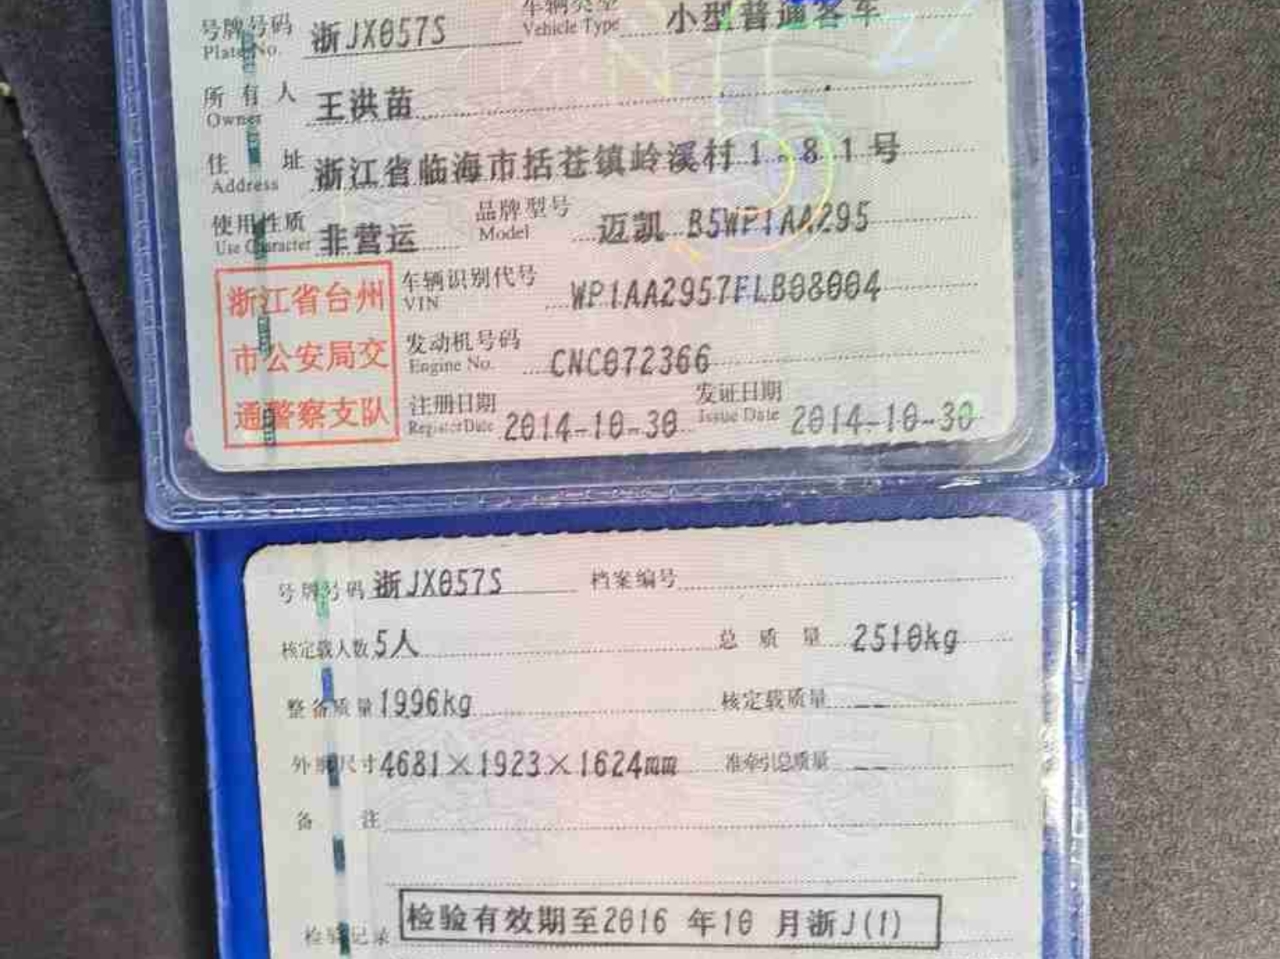 号牌号码 浙JX057S 车辆类型 小型普通客车
Plate No. Vehicle Type
所有人 王洪苗
Owner
住址 浙江省临海市括苍镇岭溪村1-81号
Address
使用性质 非营运 品牌型号 迈凯 B5WP1AA295
Use Character Model
浙江省台州
市公安局交
通警察支队
车辆识别代号 WP1AA2957FLB08004
VIN
发动机号码 CNC072366
Engine No.
注册日期 2014-10-30 发证日期 2014-10-30
Register Date Issue Date
号牌号码 浙JX057S 档案编号
核定载人数 5人 总质量 2510kg
整备质量 1996kg 核定载质量 --
外廓尺寸 4681×1923×1624mm 准牵引总质量 --
备注
检验记录 检验有效期至2016 年10 月浙J(1)